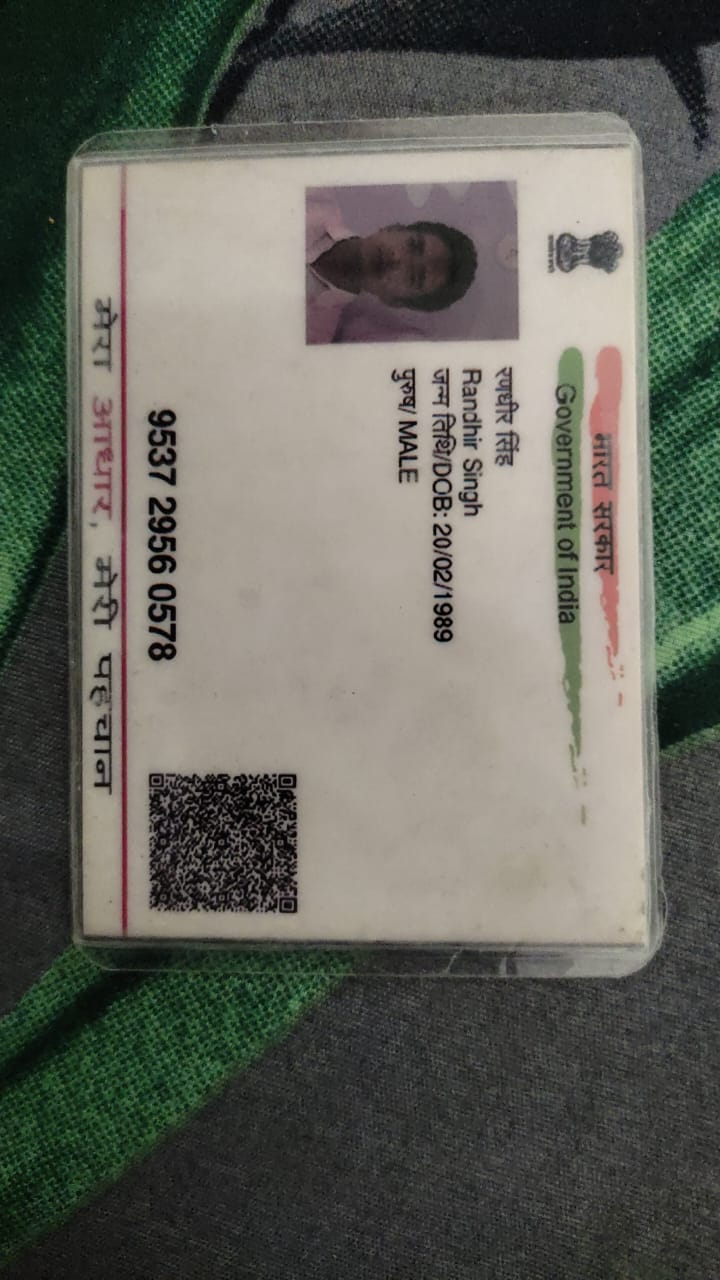 भारत सरकार
Government of India
रणधीर सिंह
Randhir Singh
जन्म तिथि/DOB: 20/02/1989
पुरुष/ MALE
9537 2956 0578
मेरा आधार, मेरी पहचान